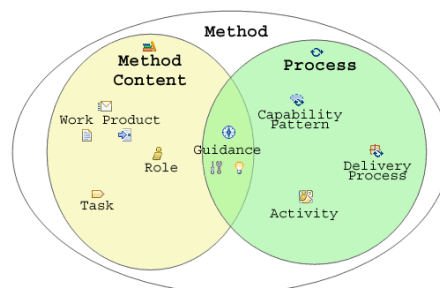 Method
Method
Content
Process
Work Product
Capability
Pattern
Guidance
Role
Delivery
Process
Task
Activity